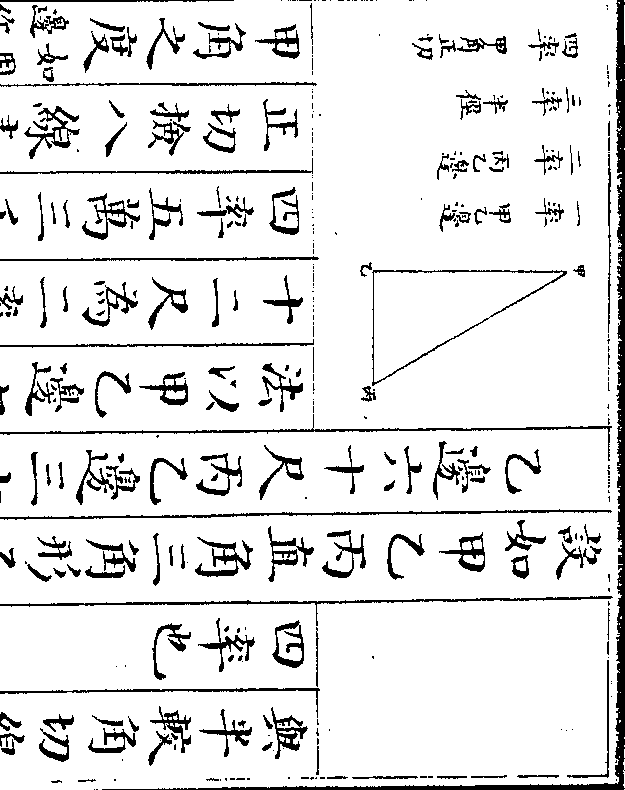 與半較角切
四率也
設如甲乙丙直角三角形
乙邊六十尺丙乙邊三
法以甲乙邊
十二尺為二率
四率五萬三
正切檢八線
甲角之度
如
邊
甲
乙
丙
一率 甲乙邊
二率 丙乙邊
三率 半徑
四率 甲角正切